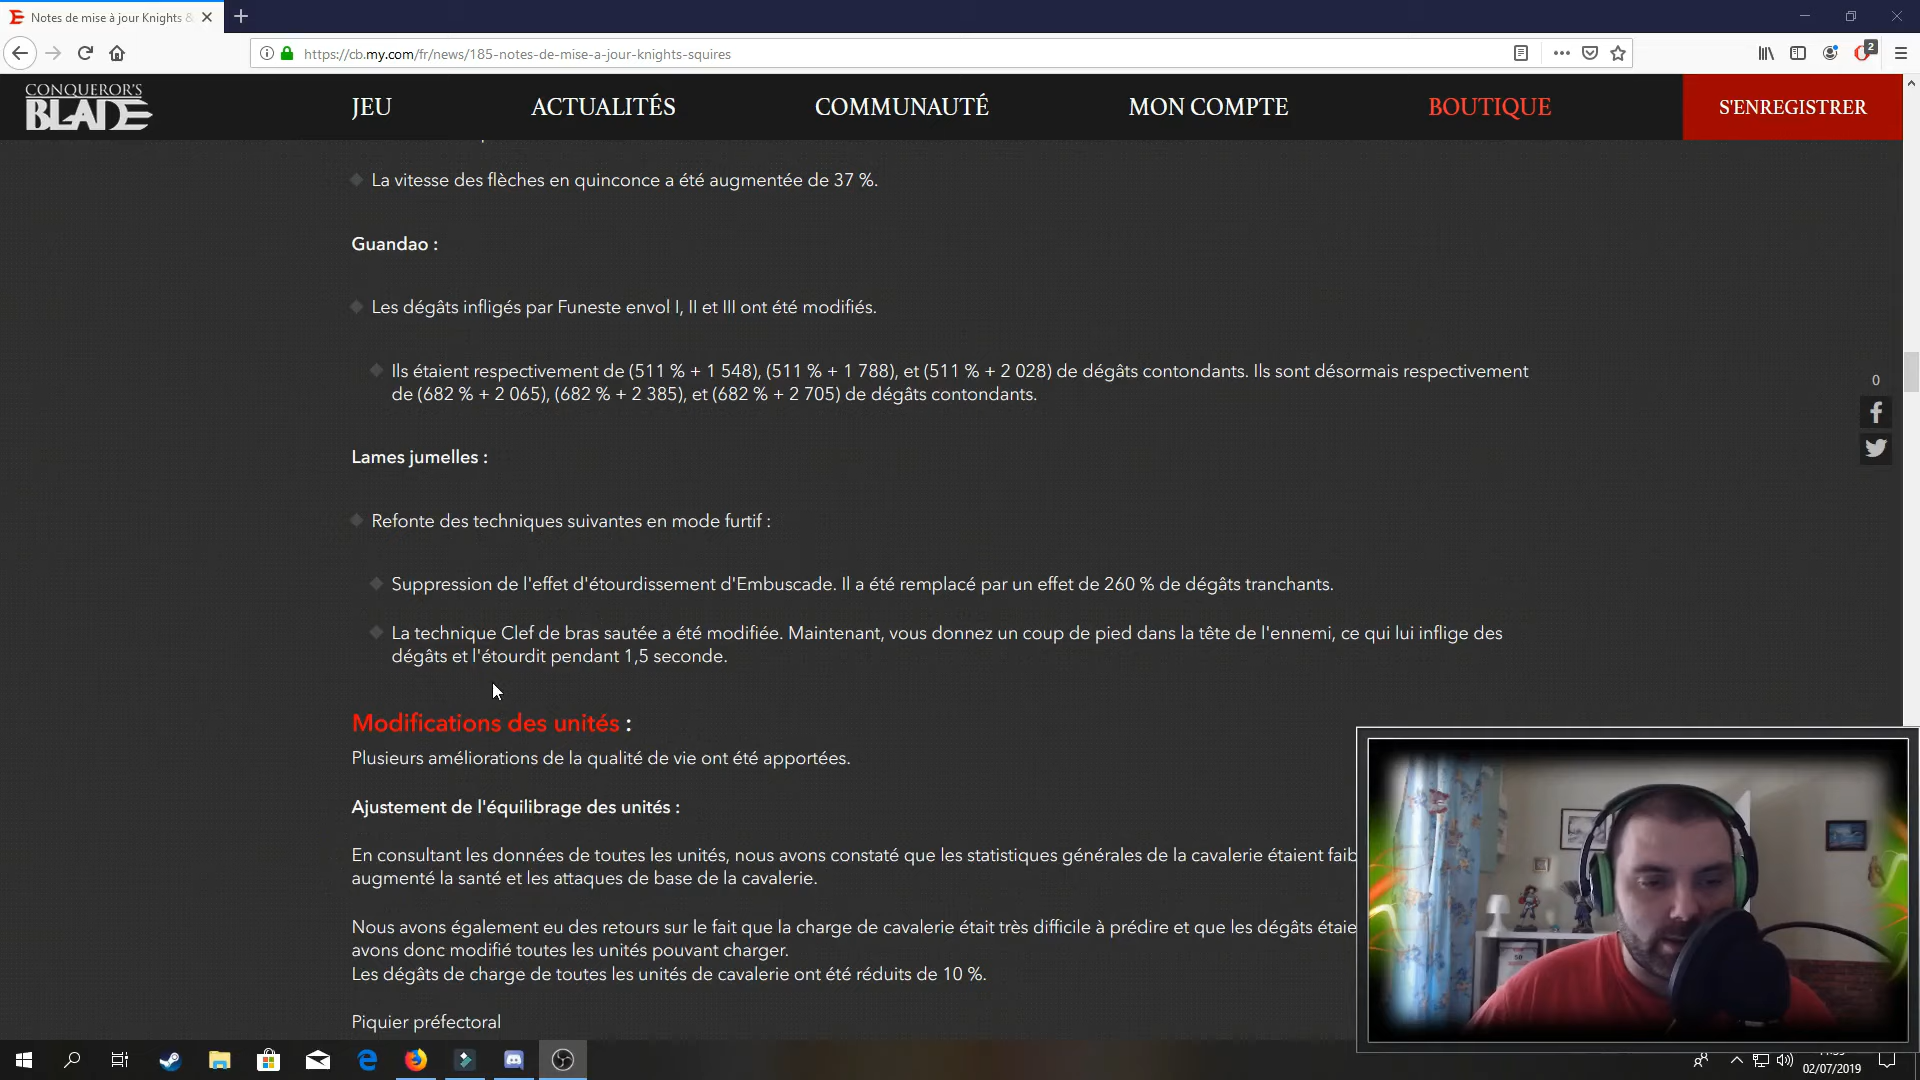 Notes de mise à jour Knights &
https://cb.my.com/fr/news/185-notes-de-mise-a-jour-knights-squires
2
CONQUEROR'S
BLADE
JEU
ACTUALITÉS
COMMUNAUTÉ
MON COMPTE
BOUTIQUE
S'ENREGISTRER
La vitesse des flèches en quinconce a été augmentée de 37 %.
Guandao :
Les dégâts infligés par Funeste envol I, II et III ont été modifiés.
Ils étaient respectivement de (511 % + 1 548), (511 % + 1 788), et (511 % + 2 028) de dégâts contondants. Ils sont désormais respectivement
de (682 % + 2 065), (682 % + 2 385), et (682 % + 2 705) de dégâts contondants.
0
Lames jumelles :
Refonte des techniques suivantes en mode furtif :
Suppression de l'effet d'étourdissement d'Embuscade. Il a été remplacé par un effet de 260 % de dégâts tranchants.
La technique Clef de bras sautée a été modifiée. Maintenant, vous donnez un coup de pied dans la tête de l'ennemi, ce qui lui inflige des
dégâts et l'étourdit pendant 1,5 seconde.
Modifications des unités :
Plusieurs améliorations de la qualité de vie ont été apportées.
Ajustement de l'équilibrage des unités :
En consultant les données de toutes les unités, nous avons constaté que les statistiques générales de la cavalerie étaient faib
augmenté la santé et les attaques de base de la cavalerie.
Nous avons également eu des retours sur le fait que la charge de cavalerie était très difficile à prédire et que les dégâts étaie
avons donc modifié toutes les unités pouvant charger.
Les dégâts de charge de toutes les unités de cavalerie ont été réduits de 10 %.
Piquier préfectoral
02/07/2019